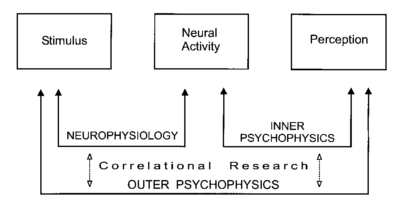 Stimulus
Neural
Activity
Perception
NEUROPHYSIOLOGY
INNER
PSYCHOPHYSICS
Correlational Research
OUTER PSYCHOPHYSICS